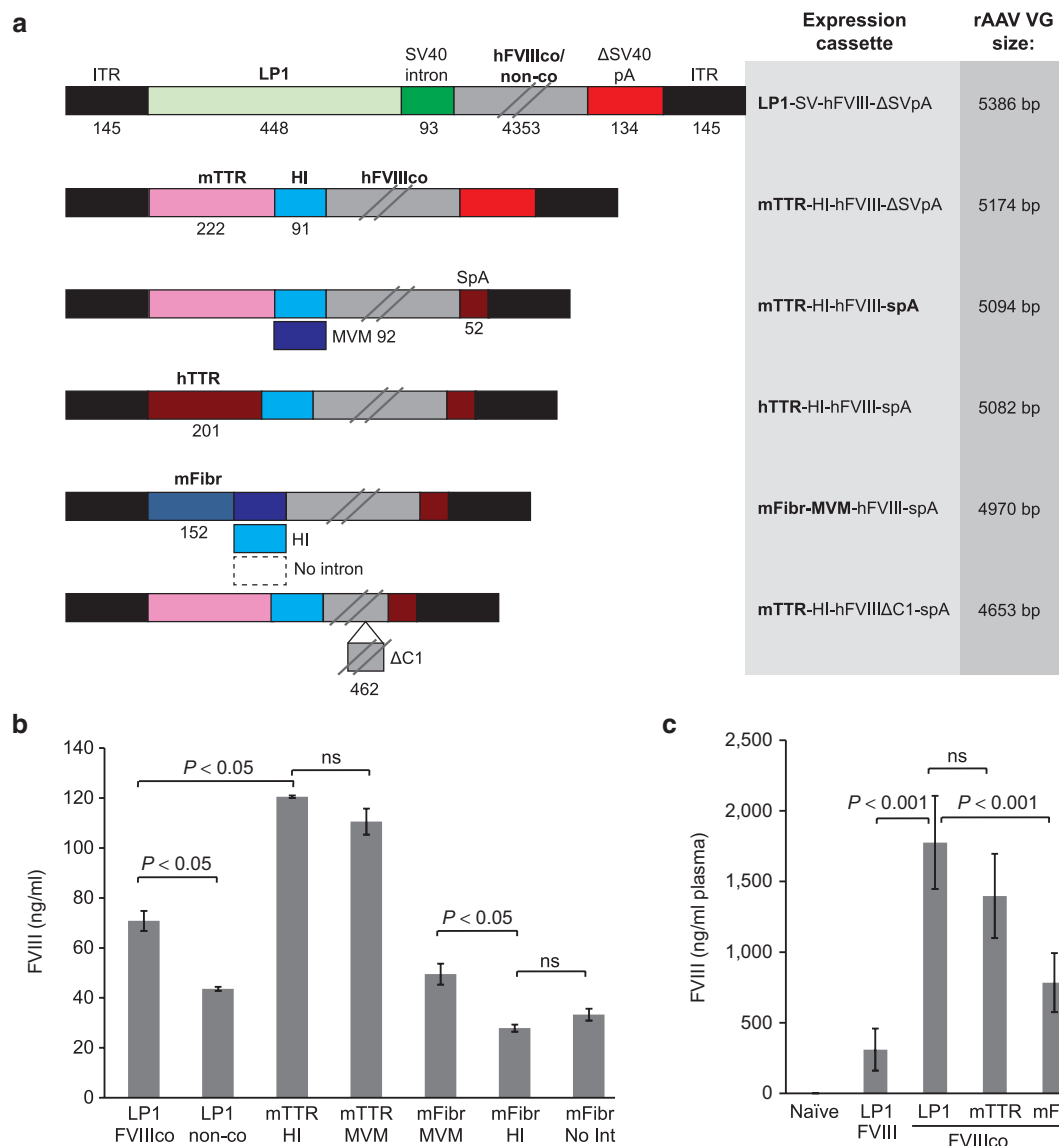 a
Expression cassette
rAAV VG size:
ITR
LP1
SV40 intron
hFVIIIco/ non-co
ΔSV40 pA
ITR
145
448
93
4353
134
145
LP1-SV-hFVIII-ΔSVpA
5386 bp
mTTR
HI
hFVIIIco
222
91
mTTR-HI-hFVIII-ΔSVpA
5174 bp
SpA
MVM 92
52
mTTR-HI-hFVIII-spA
5094 bp
hTTR
201
hTTR-HI-hFVIII-spA
5082 bp
mFibr
152
HI
No intron
mFibr-MVM-hFVIII-spA
4970 bp
ΔC1
462
mTTR-HI-hFVIIIΔC1-spA
4653 bp
b
FVIII (ng/ml)
140
120
100
80
60
40
20
0
P < 0.05
ns
P < 0.05
P < 0.05
ns
LP1 FVIIIco
LP1 non-co
mTTR HI
mTTR MVM
mFibr MVM
mFibr HI
mFibr No Int
c
FVIII (ng/ml plasma)
2,500
2,000
1,500
1,000
500
0
ns
P < 0.001
P < 0.001
Naïve
LP1 FVIII
LP1
mTTR
FVIIIco